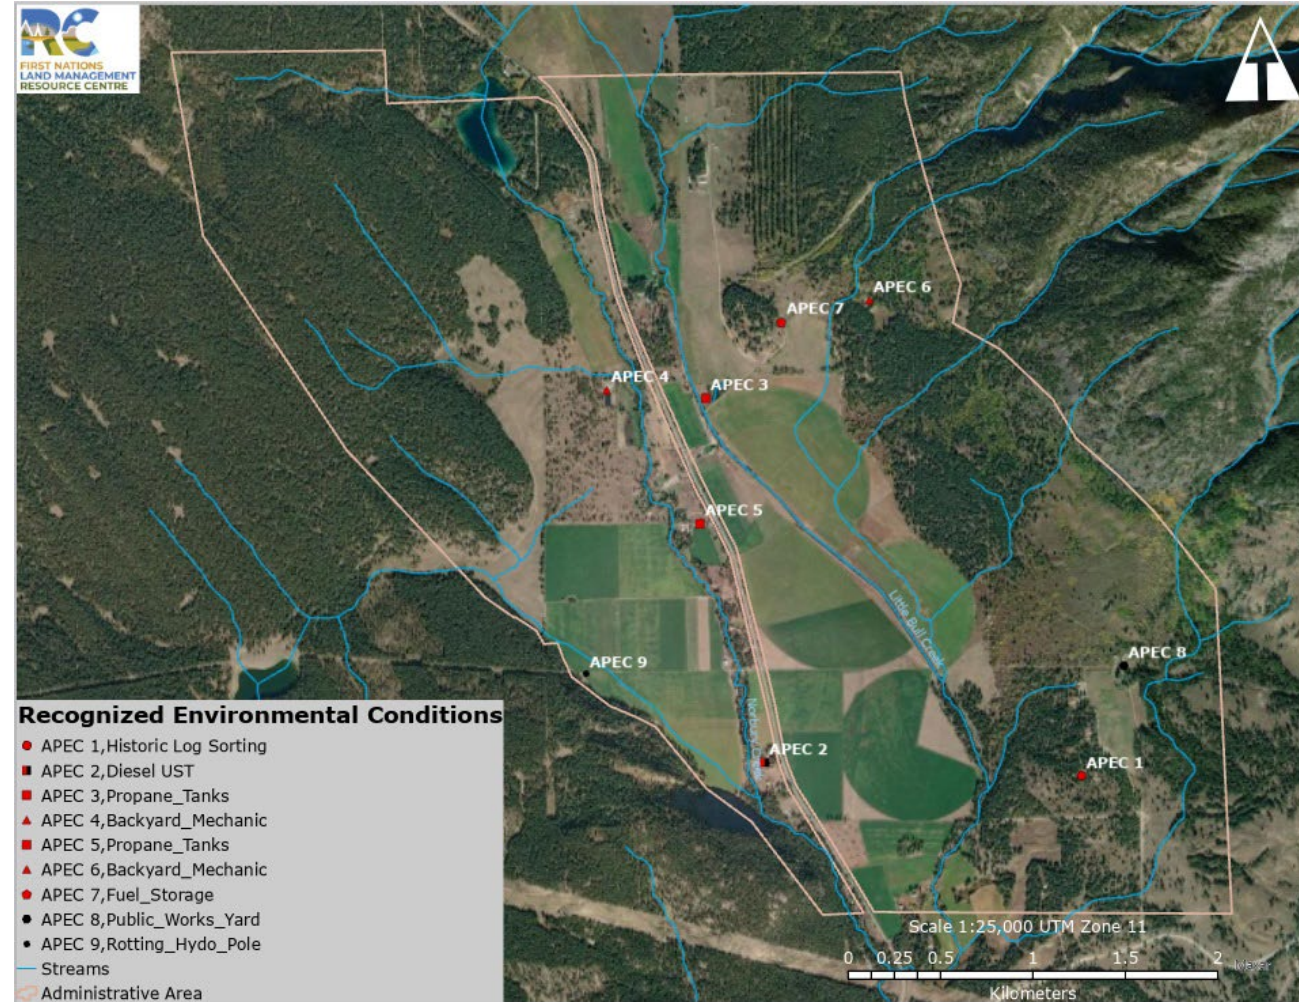 RC
FIRST NATIONS
LAND MANAGEMENT
RESOURCE CENTRE
APEC 6
APEC 7
APEC 4
APEC 3
APEC 5
Little Bull Creek
APEC 9
APEC 8
Norbury Creek
APEC 2
APEC 1
Recognized Environmental Conditions
APEC 1,Historic Log Sorting
APEC 2,Diesel UST
APEC 3,Propane_Tanks
APEC 4,Backyard_Mechanic
APEC 5,Propane_Tanks
APEC 6,Backyard_Mechanic
APEC 7,Fuel_Storage
APEC 8,Public_Works_Yard
APEC 9,Rotting_Hydo_Pole
Streams
Administrative Area
Scale 1:25,000 UTM Zone 11
0 0.25 0.5 1 1.5 2
Kilometers